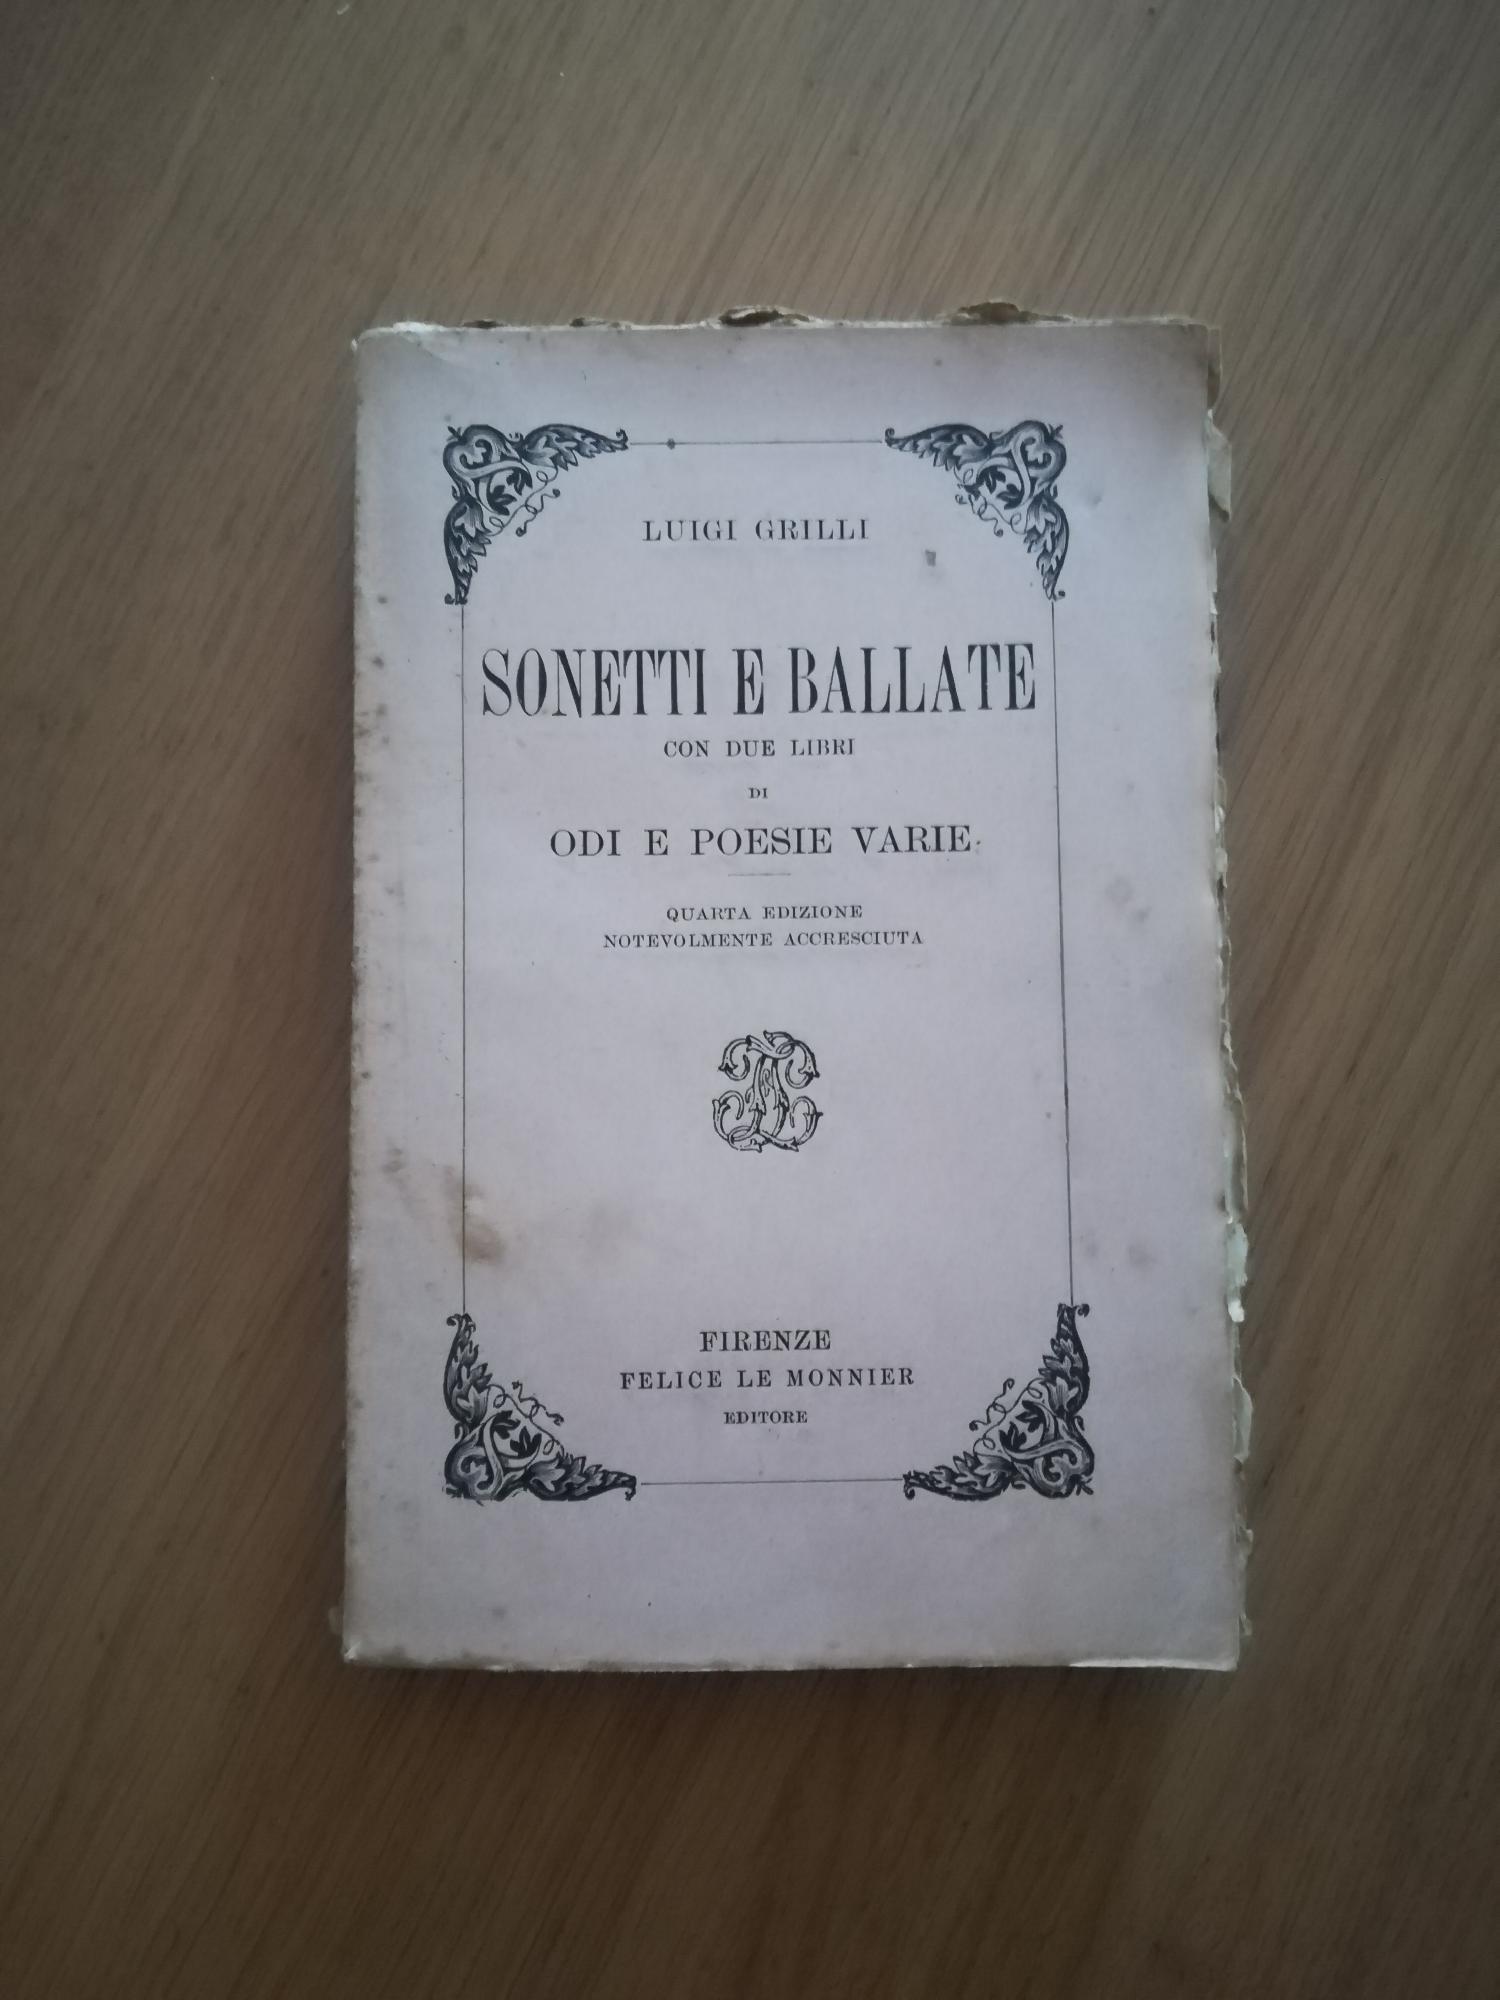 LUIGI GRILLI
SONETTI E BALLATE
CON DUE LIBRI
DI
ODI E POESIE VARIE
QUARTA EDIZIONE
NOTEVOLMENTE ACCRESCIUTA
FIRENZE
FELICE LE MONNIER
EDITORE